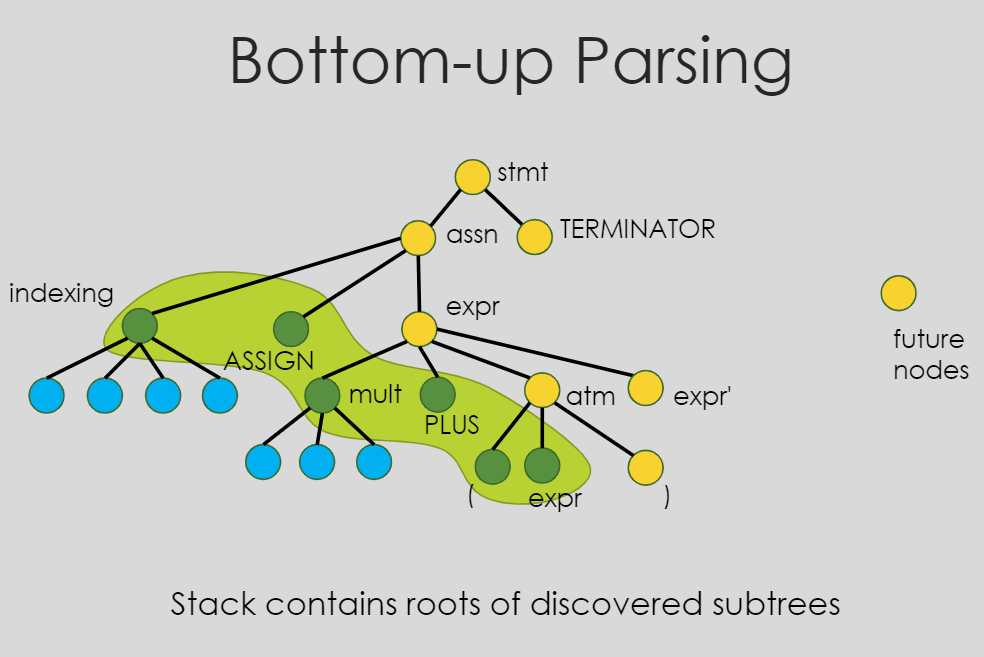 Bottom-up Parsing
stmt
assn
TERMINATOR
indexing
expr
ASSIGN
future
nodes
mult
PLUS
atm
expr'
(
expr
)
Stack contains roots of discovered subtrees